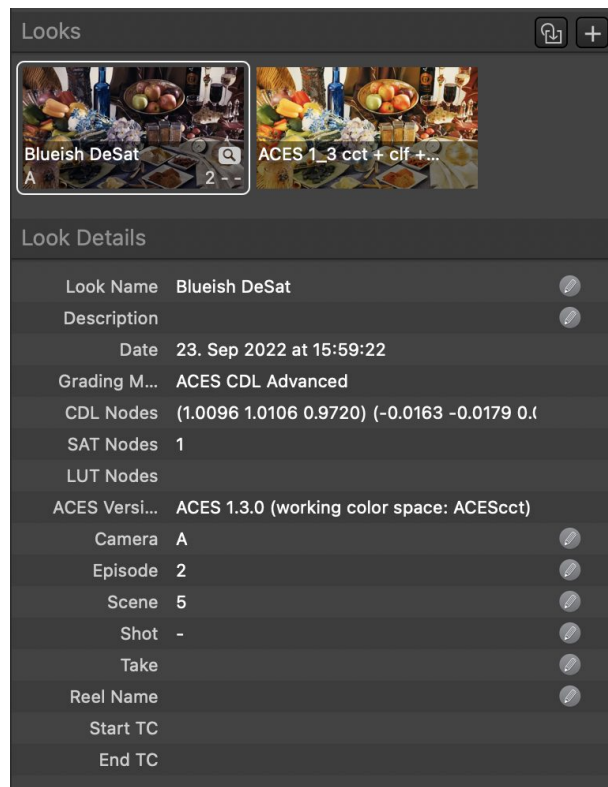 Looks
Blueish DeSat
A 2 - -
ACES 1_3 cct + clf +...
Look Details
Look Name Blueish DeSat
Description
Date 23. Sep 2022 at 15:59:22
Grading M... ACES CDL Advanced
CDL Nodes (1.0096 1.0106 0.9720) (-0.0163 -0.0179 0.(
SAT Nodes 1
LUT Nodes
ACES Versi... ACES 1.3.0 (working color space: ACEScct)
Camera A
Episode 2
Scene 5
Shot -
Take
Reel Name
Start TC
End TC